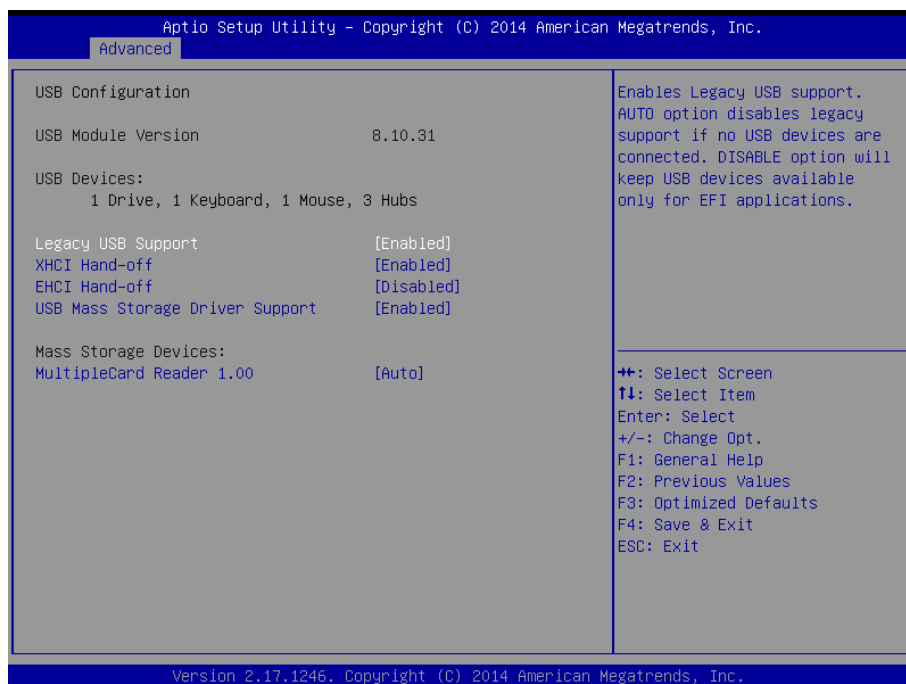 Aptio Setup Utility – Copyright (C) 2014 American Megatrends, Inc.
Advanced
USB Configuration
USB Module Version 8.10.31
USB Devices:
1 Drive, 1 Keyboard, 1 Mouse, 3 Hubs
Legacy USB Support [Enabled]
XHCI Hand-off [Enabled]
EHCI Hand-off [Disabled]
USB Mass Storage Driver Support [Enabled]
Mass Storage Devices:
MultipleCard Reader 1.00 [Auto]
Enables Legacy USB support.
AUTO option disables legacy
support if no USB devices are
connected. DISABLE option will
keep USB devices available
only for EFI applications.
→←: Select Screen
↑↓: Select Item
Enter: Select
+/-: Change Opt.
F1: General Help
F2: Previous Values
F3: Optimized Defaults
F4: Save & Exit
ESC: Exit
Version 2.17.1246. Copyright (C) 2014 American Megatrends, Inc.